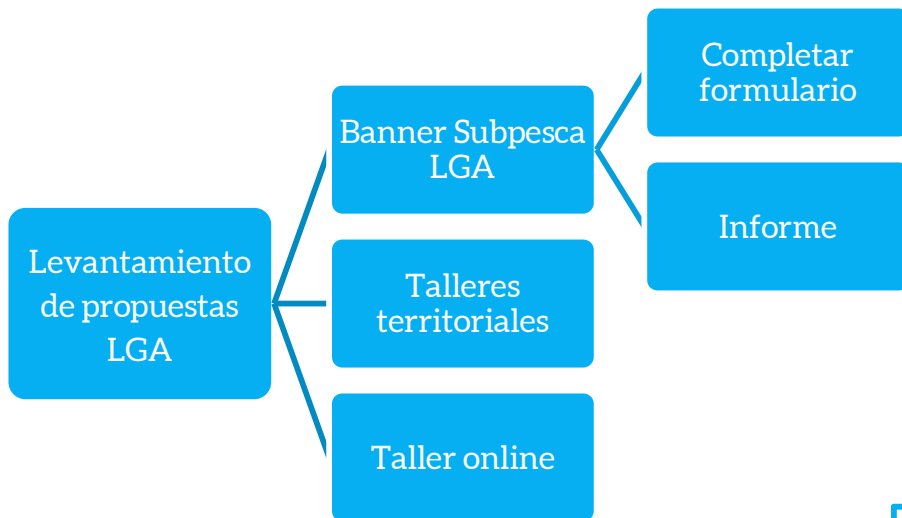 Levantamiento
de propuestas
LGA
Banner Subpesca
LGA
Completar
formulario
Informe
Talleres
territoriales
Taller online